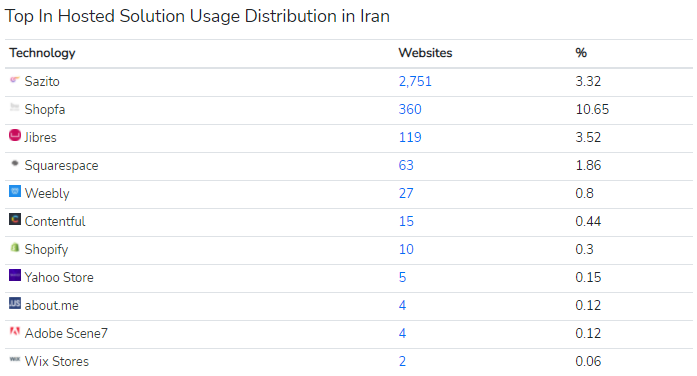 Top In Hosted Solution Usage Distribution in Iran
Technology Websites %
Sazito 2,751 3.32
Shopfa 360 10.65
Jibres 119 3.52
Squarespace 63 1.86
Weebly 27 0.8
Contentful 15 0.44
Shopify 10 0.3
Yahoo Store 5 0.15
about.me 4 0.12
Adobe Scene7 4 0.12
WIX Wix Stores 2 0.06